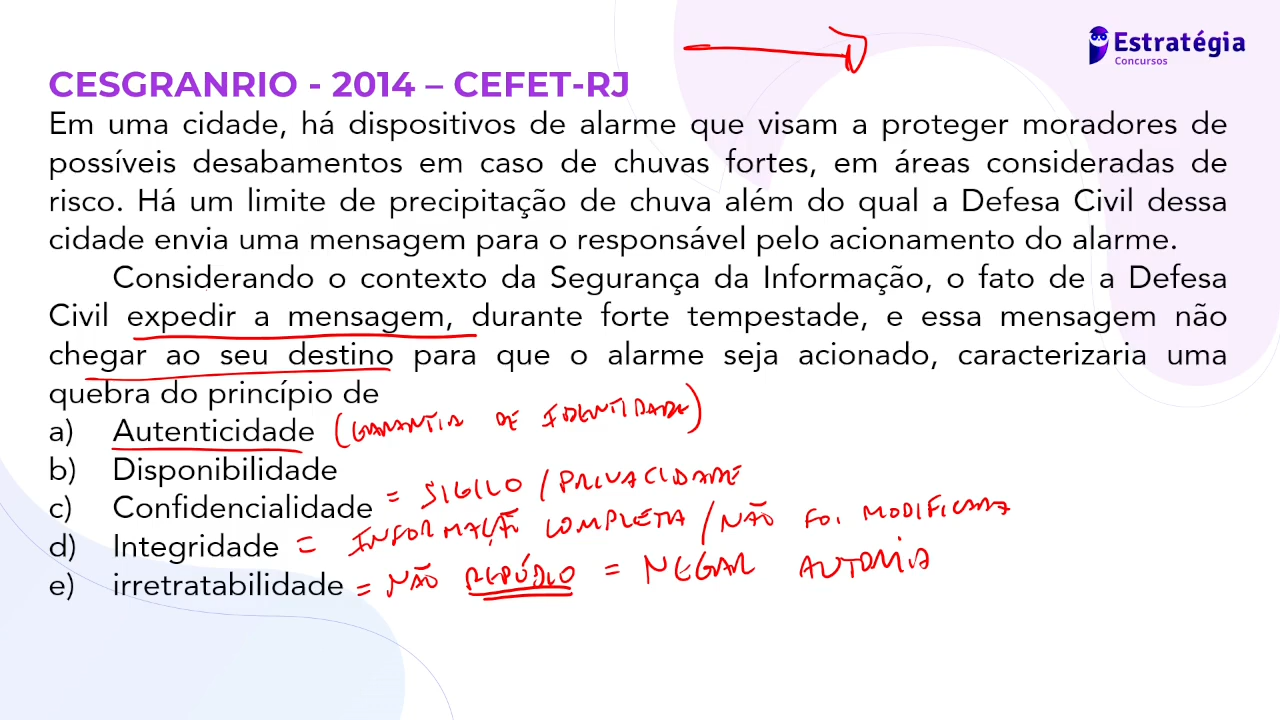 Estratégia
Concursos
CESGRANRIO - 2014 – CEFET-RJ
Em uma cidade, há dispositivos de alarme que visam a proteger moradores de
possíveis desabamentos em caso de chuvas fortes, em áreas consideradas de
risco. Há um limite de precipitação de chuva além do qual a Defesa Civil dessa
cidade envia uma mensagem para o responsável pelo acionamento do alarme.
Considerando o contexto da Segurança da Informação, o fato de a Defesa
Civil expedir a mensagem, durante forte tempestade, e essa mensagem não
chegar ao seu destino para que o alarme seja acionado, caracterizaria uma
quebra do princípio de
a) Autenticidade (GARANTIA DE IDENTIDADE)
b) Disponibilidade
c) Confidencialidade = SIGILO / PRIVACIDADE
d) Integridade = INFORMAÇÃO COMPLETA / NÃO FOI MODIFICADA
e) irretratabilidade = NÃO REPÚDIO = NEGAR AUTORIA